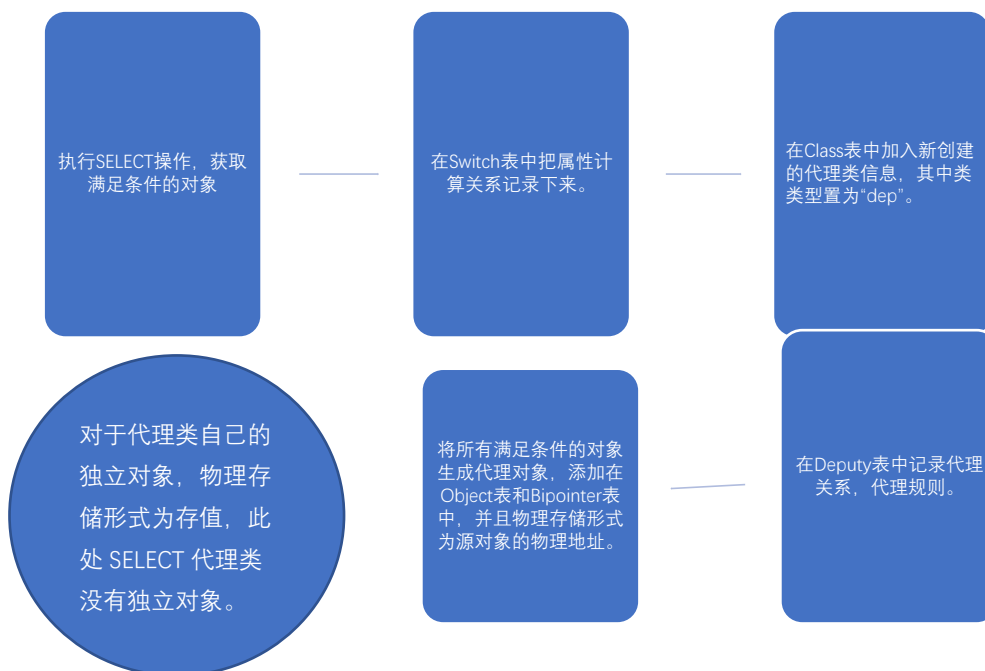 执行SELECT操作，获取
满足条件的对象
在Switch表中把属性计
算关系记录下来。
在Class表中加入新创建
的代理类信息，其中类
类型置为“dep”。
在Deputy表中记录代理
关系，代理规则。
将所有满足条件的对象
生成代理对象，添加在
Object表和Bipointer表
中，并且物理存储形式
为源对象的物理地址。
对于代理类自己的
独立对象，物理存
储形式为存值，此
处 SELECT 代理类
没有独立对象。